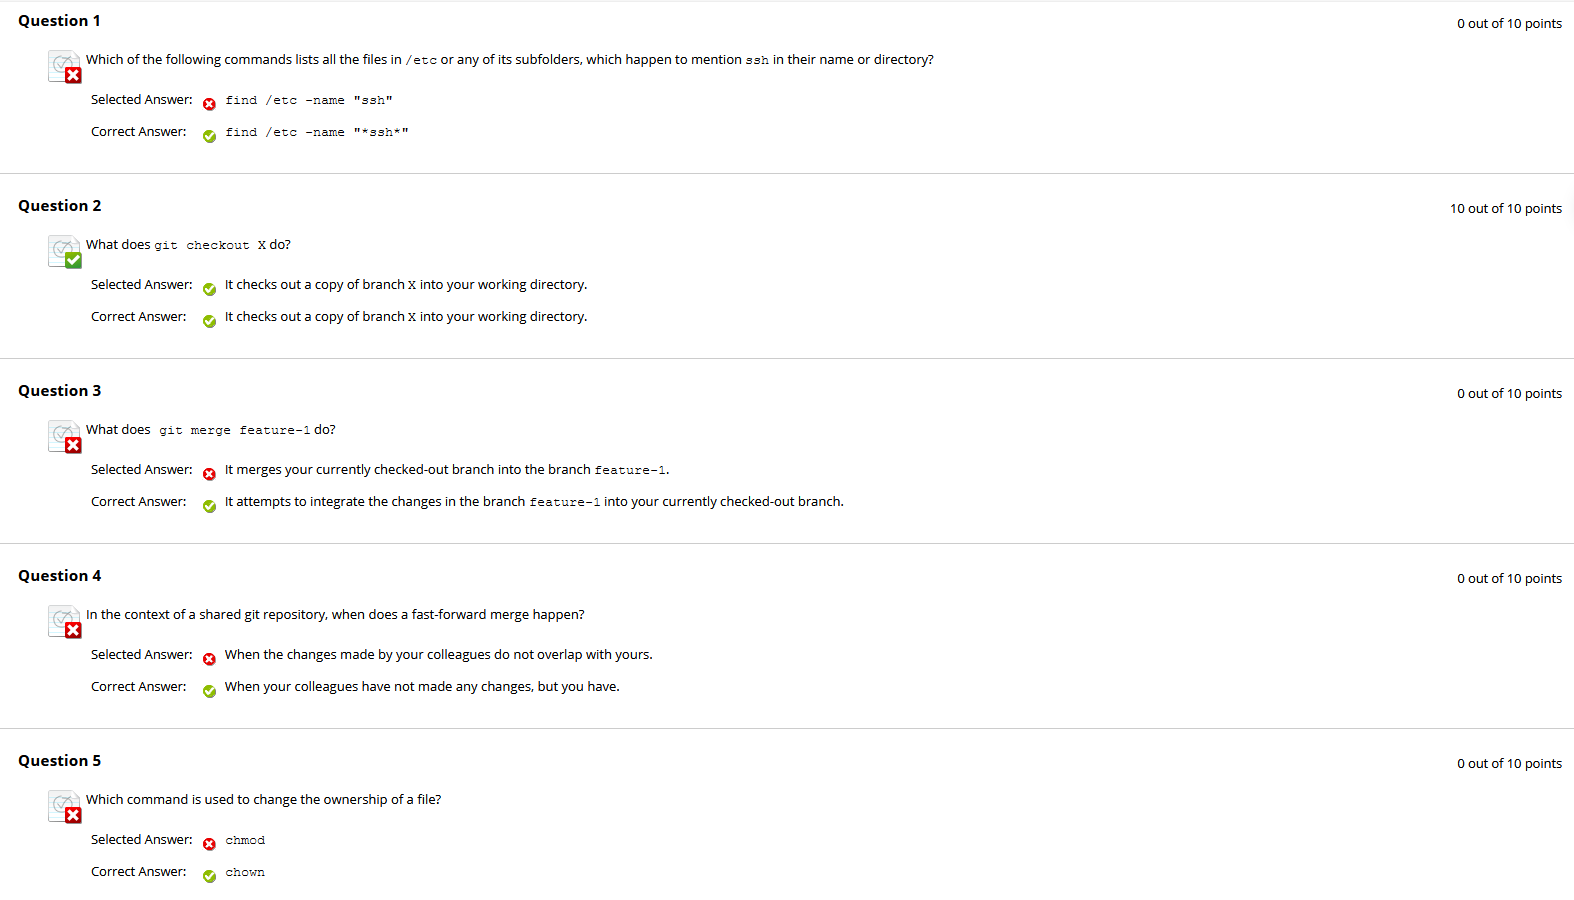 Question 1
0 out of 10 points
Which of the following commands lists all the files in /etc or any of its subfolders, which happen to mention ssh in their name or directory?
Selected Answer: find /etc -name "ssh"
Correct Answer: find /etc -name "*ssh*"
Question 2
10 out of 10 points
What does git checkout X do?
Selected Answer: It checks out a copy of branch X into your working directory.
Correct Answer: It checks out a copy of branch X into your working directory.
Question 3
0 out of 10 points
What does git merge feature-1 do?
Selected Answer: It merges your currently checked-out branch into the branch feature-1.
Correct Answer: It attempts to integrate the changes in the branch feature-1 into your currently checked-out branch.
Question 4
0 out of 10 points
In the context of a shared git repository, when does a fast-forward merge happen?
Selected Answer: When the changes made by your colleagues do not overlap with yours.
Correct Answer: When your colleagues have not made any changes, but you have.
Question 5
0 out of 10 points
Which command is used to change the ownership of a file?
Selected Answer: chmod
Correct Answer: chown